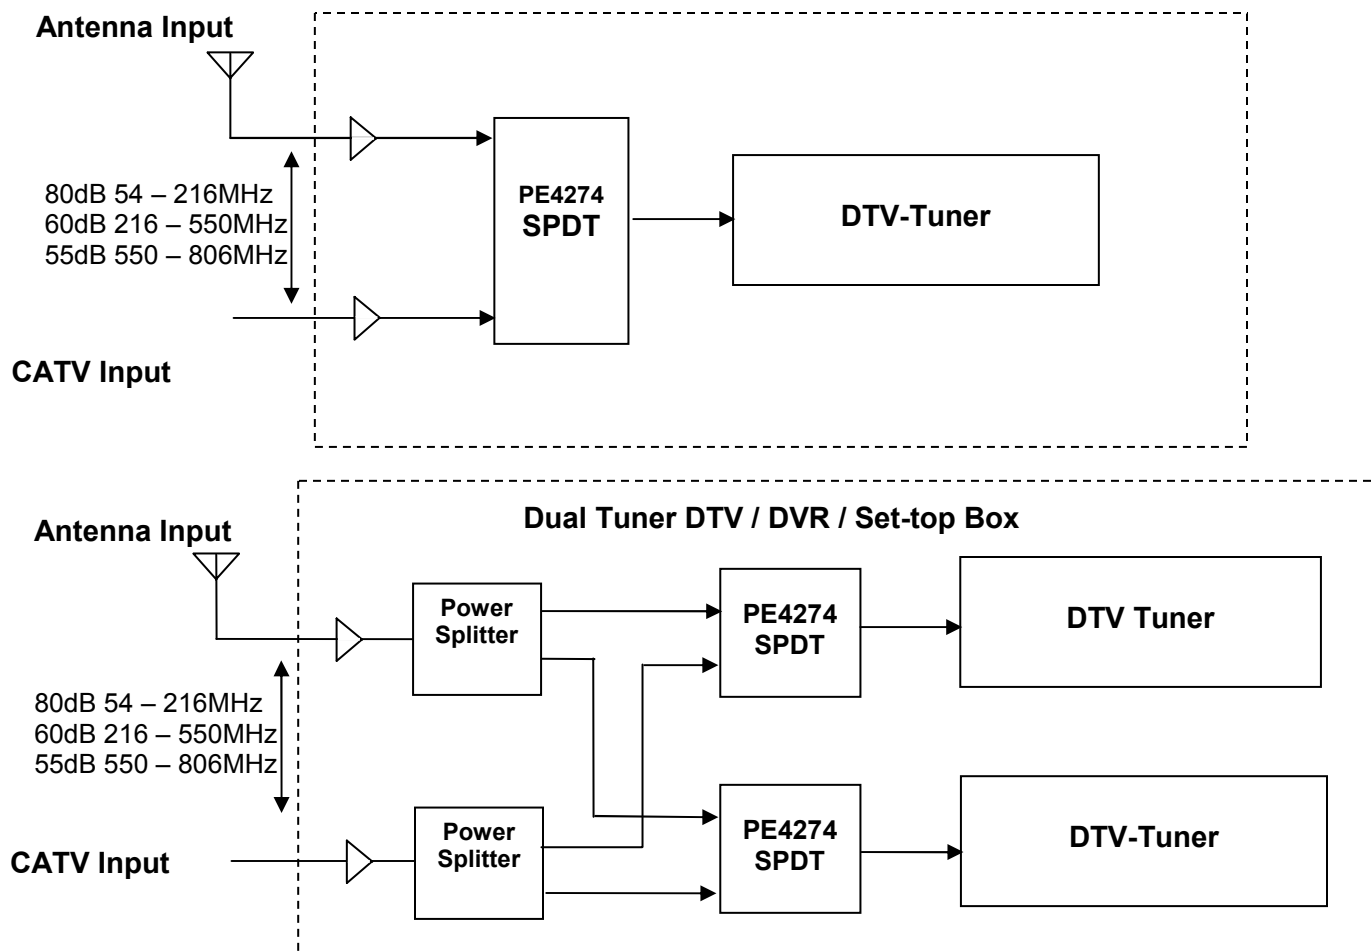 Antenna Input
80dB 54 – 216MHz
60dB 216 – 550MHz
55dB 550 – 806MHz
CATV Input
PE4274
SPDT
DTV-Tuner
Dual Tuner DTV / DVR / Set-top Box
Antenna Input
Power
Splitter
PE4274
SPDT
DTV Tuner
80dB 54 – 216MHz
60dB 216 – 550MHz
55dB 550 – 806MHz
CATV Input
Power
Splitter
PE4274
SPDT
DTV-Tuner